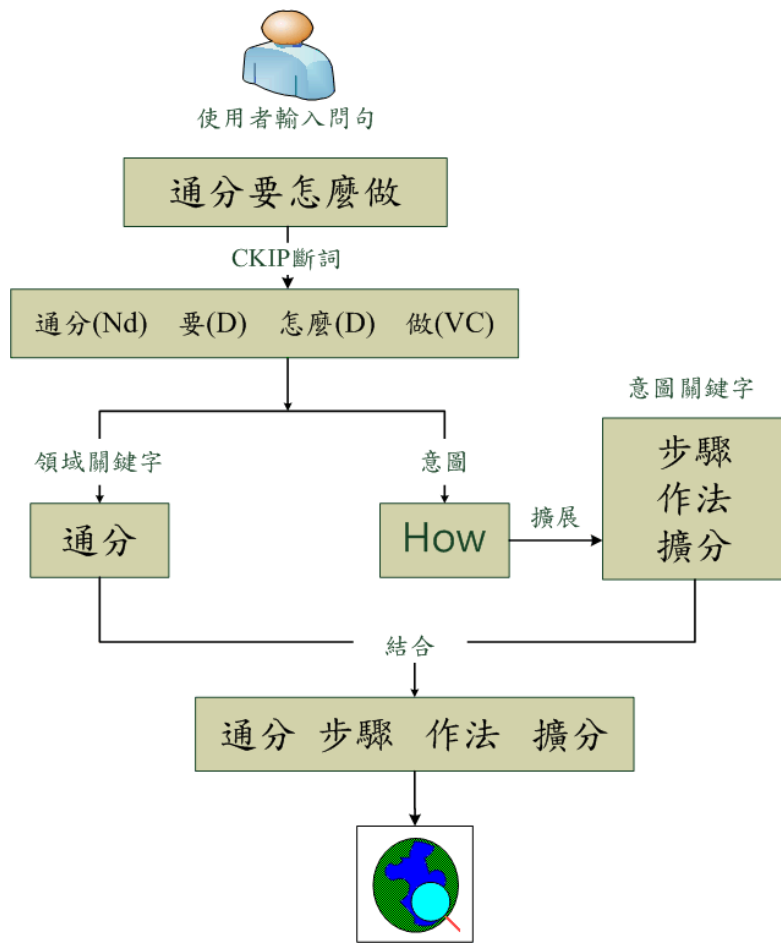 使用者輸入問句
通分要怎麼做
CKIP斷詞
通分(Nd) 要(D) 怎麼(D) 做(VC)
意圖關鍵字
領域關鍵字
意圖
步驟
作法
擴分
通分
How
擴展
結合
通分 步驟 作法 擴分